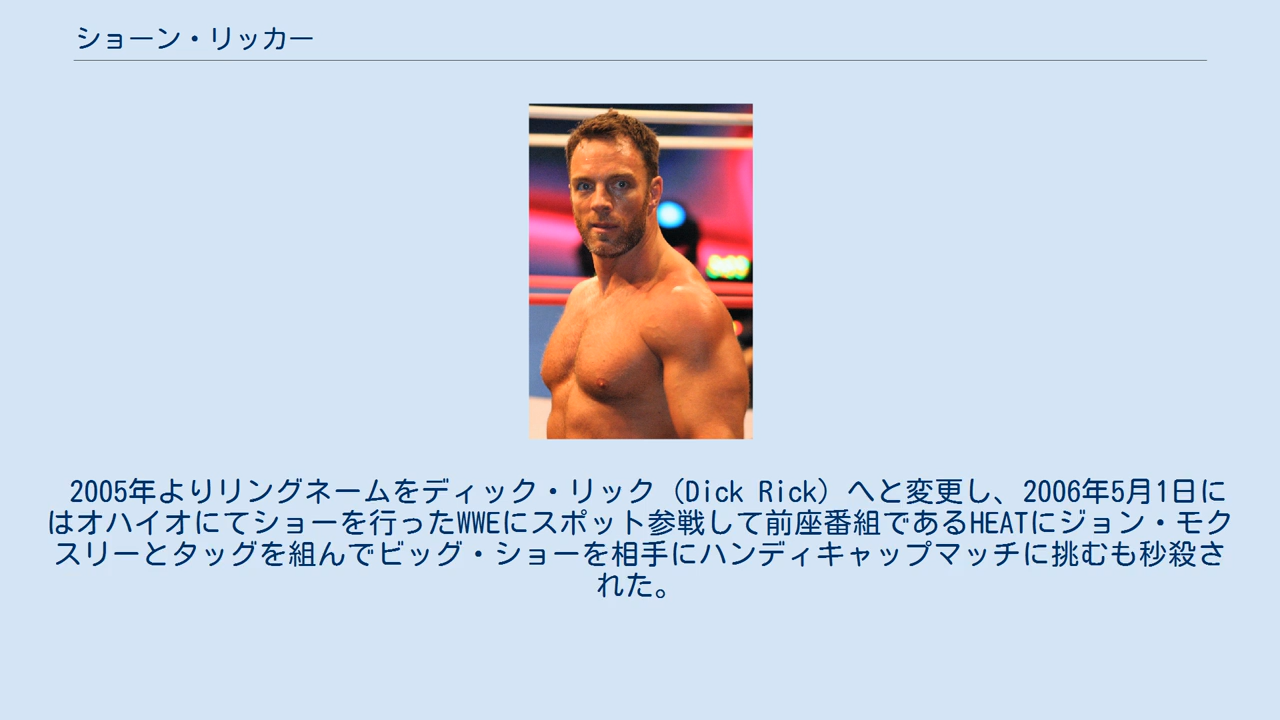 ショーン・リッカー
2005年よりリングネームをディック・リック（Dick Rick）へと変更し、2006年5月1日に
はオハイオにてショーを行ったWWEにスポット参戦して前座番組であるHEATにジョン・モク
スリーとタッグを組んでビッグ・ショーを相手にハンディキャップマッチに挑むも秒殺さ
れた。